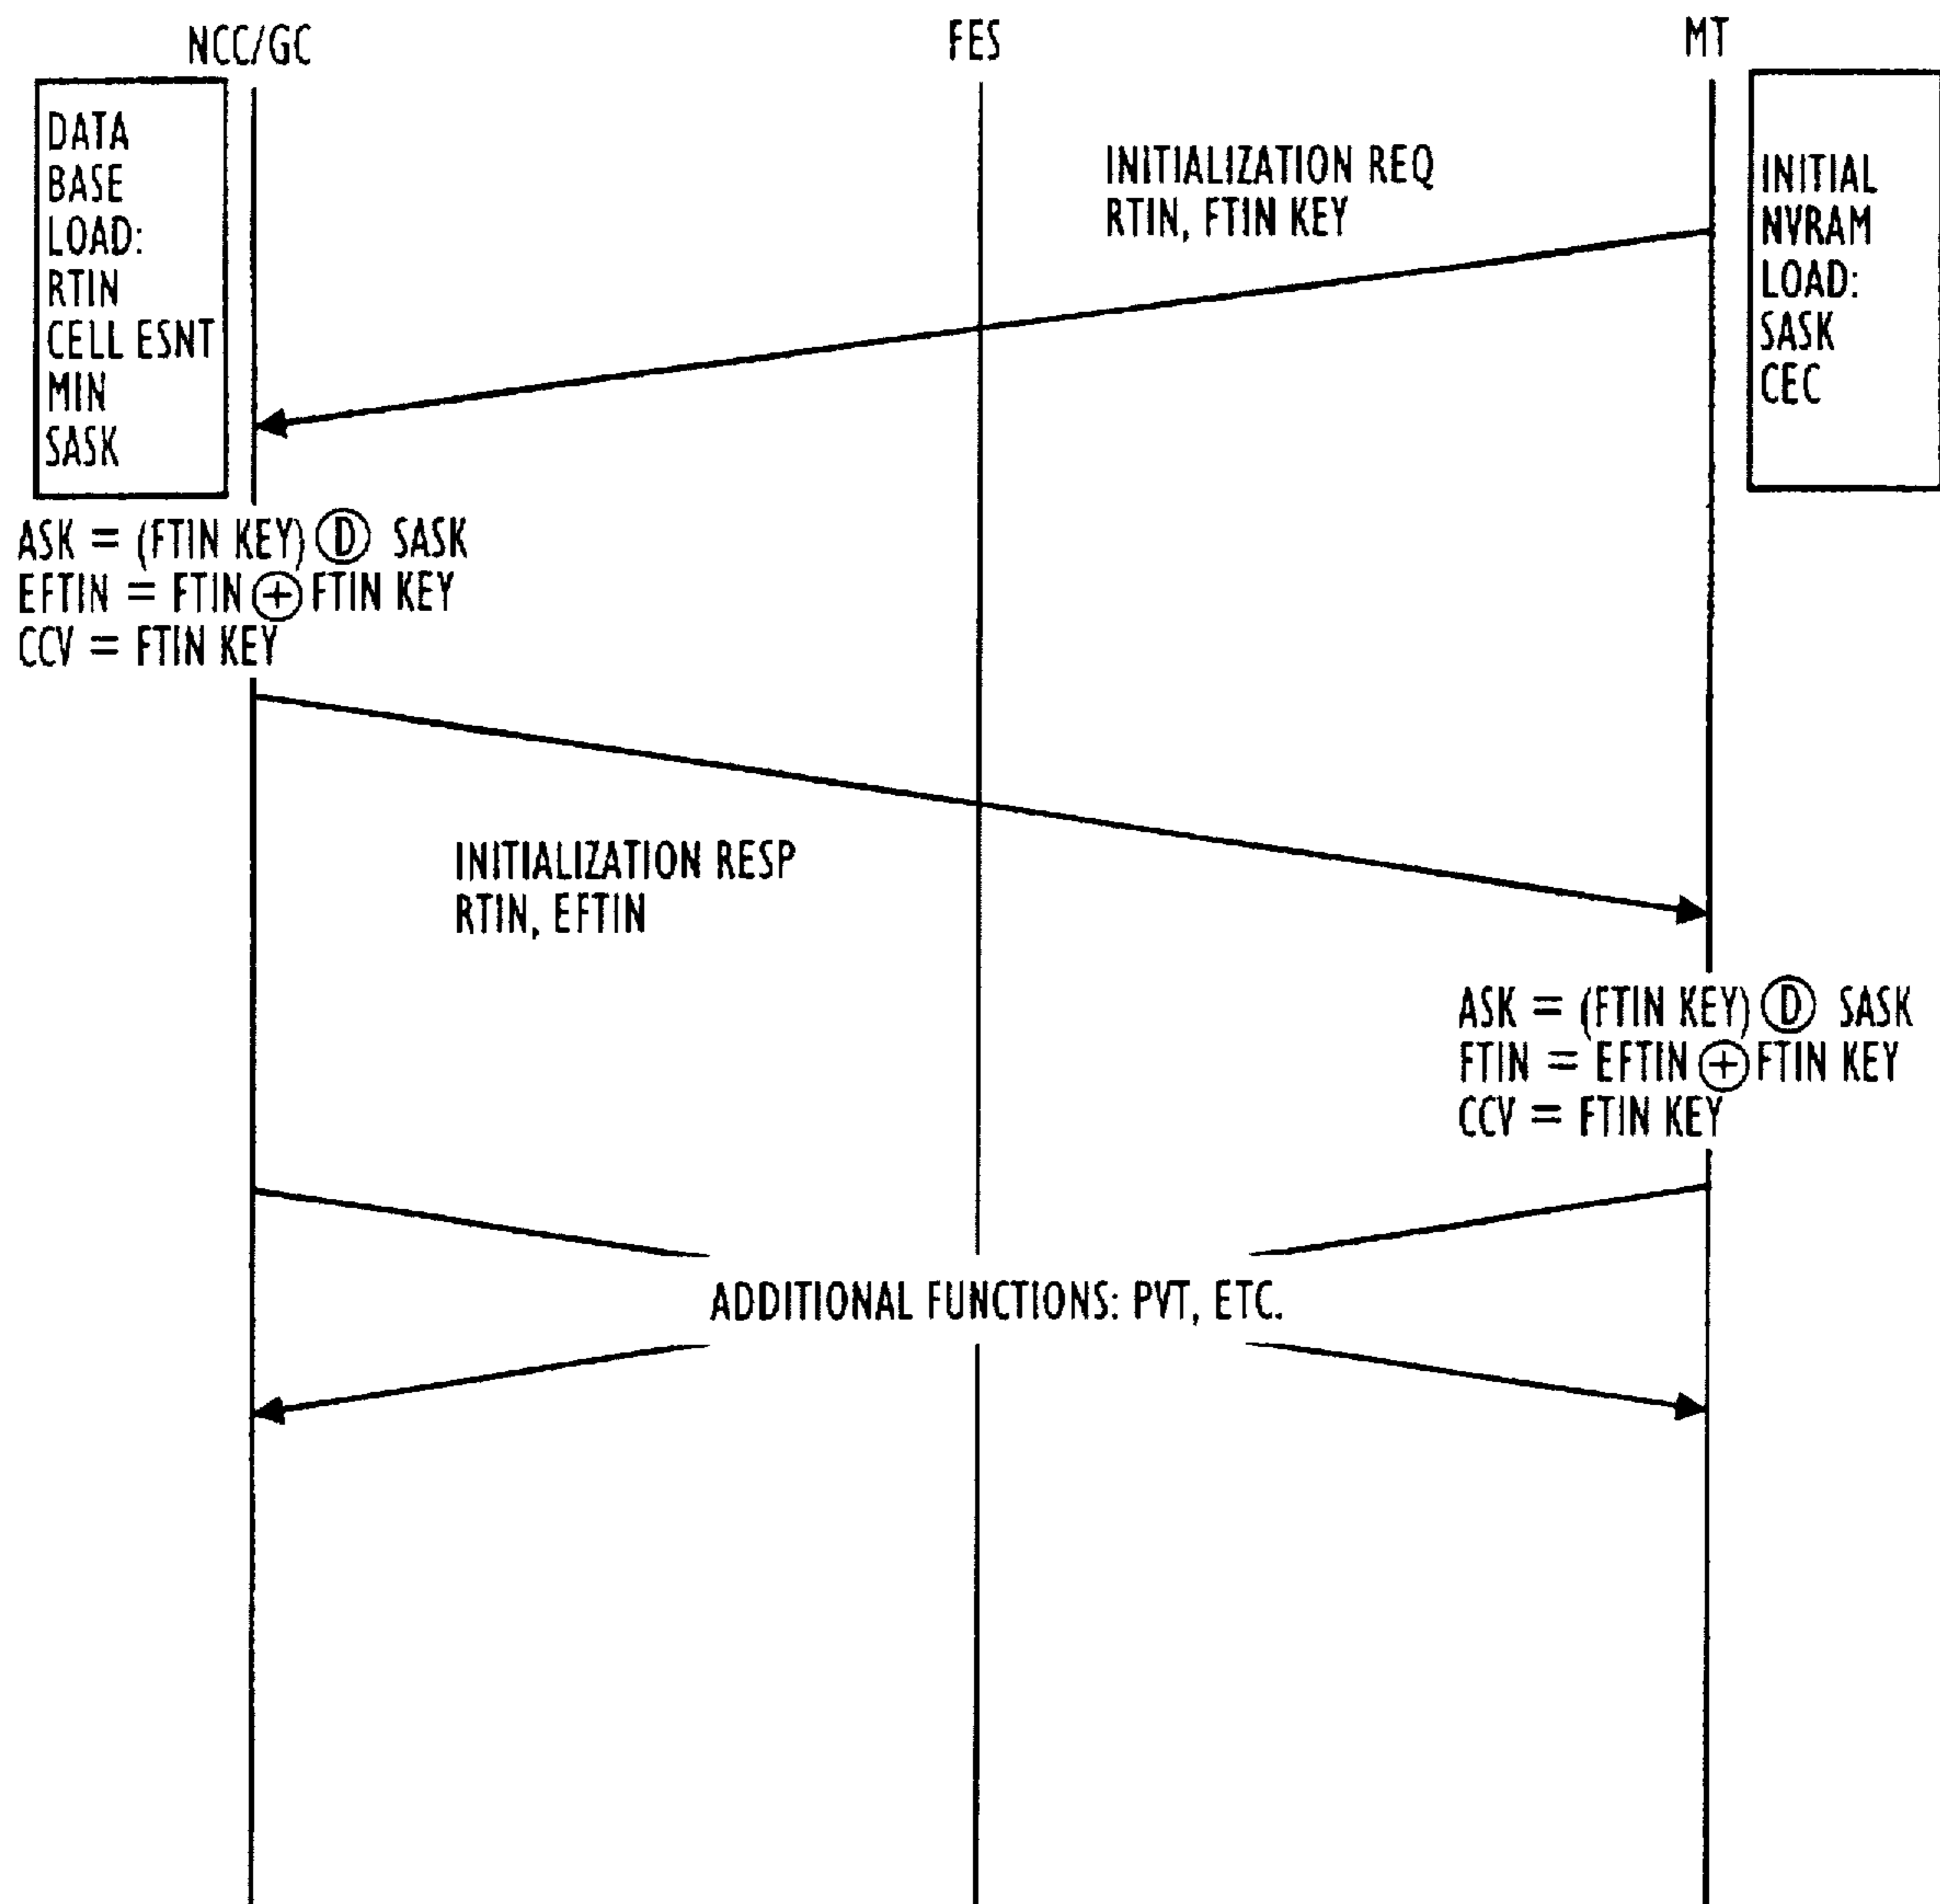 NCC/GC
FES
MT
DATA
BASE
LOAD:
RTIN
CELL ESNT
MIN
SASK
INITIALIZATION REQ
RTIN, FTIN KEY
INITIAL
NVRAM
LOAD:
SASK
CEC
ASK = (FTIN KEY) Ⓓ SASK
EFTIN = FTIN ⊕ FTIN KEY
CCV = FTIN KEY
INITIALIZATION RESP
RTIN, EFTIN
ASK = (FTIN KEY) Ⓓ SASK
FTIN = EFTIN ⊕ FTIN KEY
CCV = FTIN KEY
ADDITIONAL FUNCTIONS: PVT, ETC.